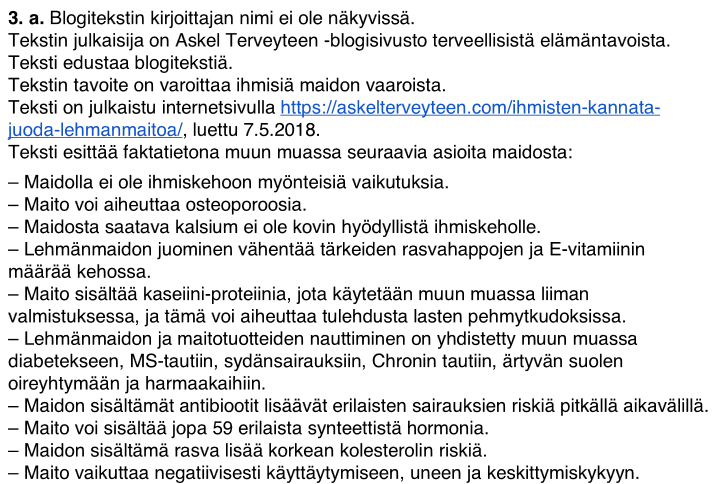 3. a. Blogitekstin kirjoittajan nimi ei ole näkyvissä.
Tekstin julkaisija on Askel Terveyteen -blogisivusto terveellisistä elämäntavoista.
Teksti edustaa blogitekstiä.
Tekstin tavoite on varoittaa ihmisiä maidon vaaroista.
Teksti on julkaistu internetsivulla https://askelterveyteen.com/ihmisten-kannata-
juoda-lehmanmaitoa/, luettu 7.5.2018.
Teksti esittää faktatietona muun muassa seuraavia asioita maidosta:
– Maidolla ei ole ihmiskehoon myönteisiä vaikutuksia.
– Maito voi aiheuttaa osteoporoosia.
– Maidosta saatava kalsium ei ole kovin hyödyllistä ihmiskeholle.
– Lehmänmaidon juominen vähentää tärkeiden rasvahappojen ja E-vitamiinin
määrää kehossa.
– Maito sisältää kaseiini-proteiinia, jota käytetään muun muassa liiman
valmistuksessa, ja tämä voi aiheuttaa tulehdusta lasten pehmytkudoksissa.
– Lehmänmaidon ja maitotuotteiden nauttiminen on yhdistetty muun muassa
diabetekseen, MS-tautiin, sydänsairauksiin, Chronin tautiin, ärtyvän suolen
oireyhtymään ja harmaakaihiin.
– Maidon sisältämät antibiootit lisäävät erilaisten sairauksien riskiä pitkällä aikavälillä.
– Maito voi sisältää jopa 59 erilaista synteettistä hormonia.
– Maidon sisältämä rasva lisää korkean kolesterolin riskiä.
– Maito vaikuttaa negatiivisesti käyttäytymiseen, uneen ja keskittymiskykyyn.